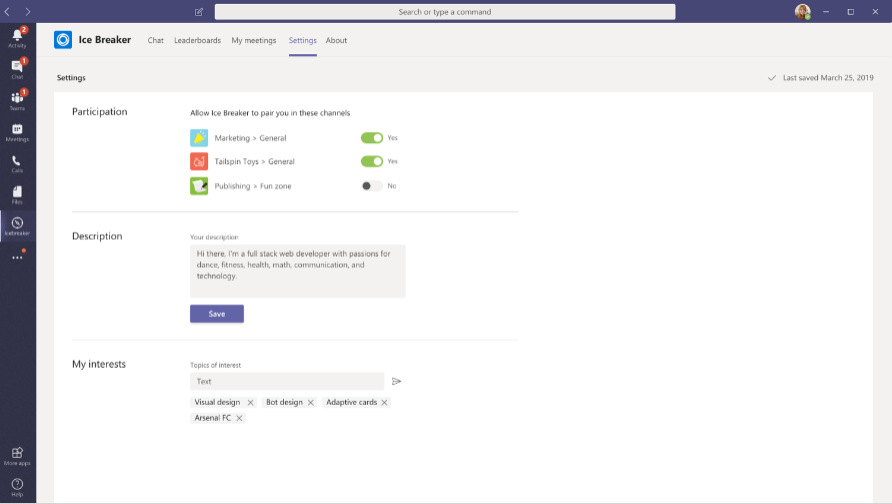 Search or type a command
2
Activity
1
Chat
1
Teams
Meetings
Calls
Files
Icebreaker
More apps
Help
Ice Breaker Chat Leaderboards My meetings Settings About
Settings Last saved March 25, 2019
Participation Allow Ice Breaker to pair you in these channels
Marketing > General Yes
Tailspin Toys > General Yes
Publishing > Fun zone No
Description Your description
Hi there, I'm a full stack web developer with passions for
dance, fitness, health, math, communication, and
technology.
Save
My interests Topics of interest
Text
Visual design Bot design Adaptive cards
Arsenal FC